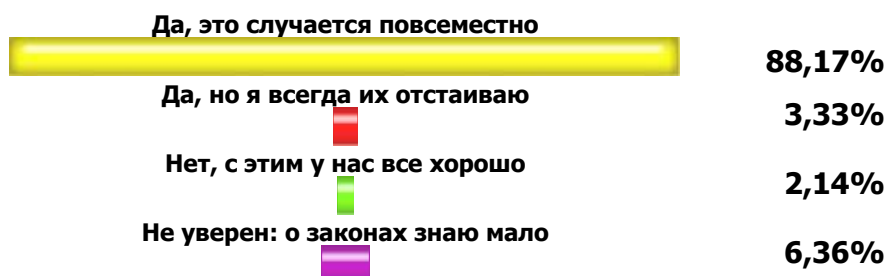 Да, это случается повсеместно
88,17%
Да, но я всегда их отстаиваю
3,33%
Нет, с этим у нас все хорошо
2,14%
Не уверен: о законах знаю мало
6,36%